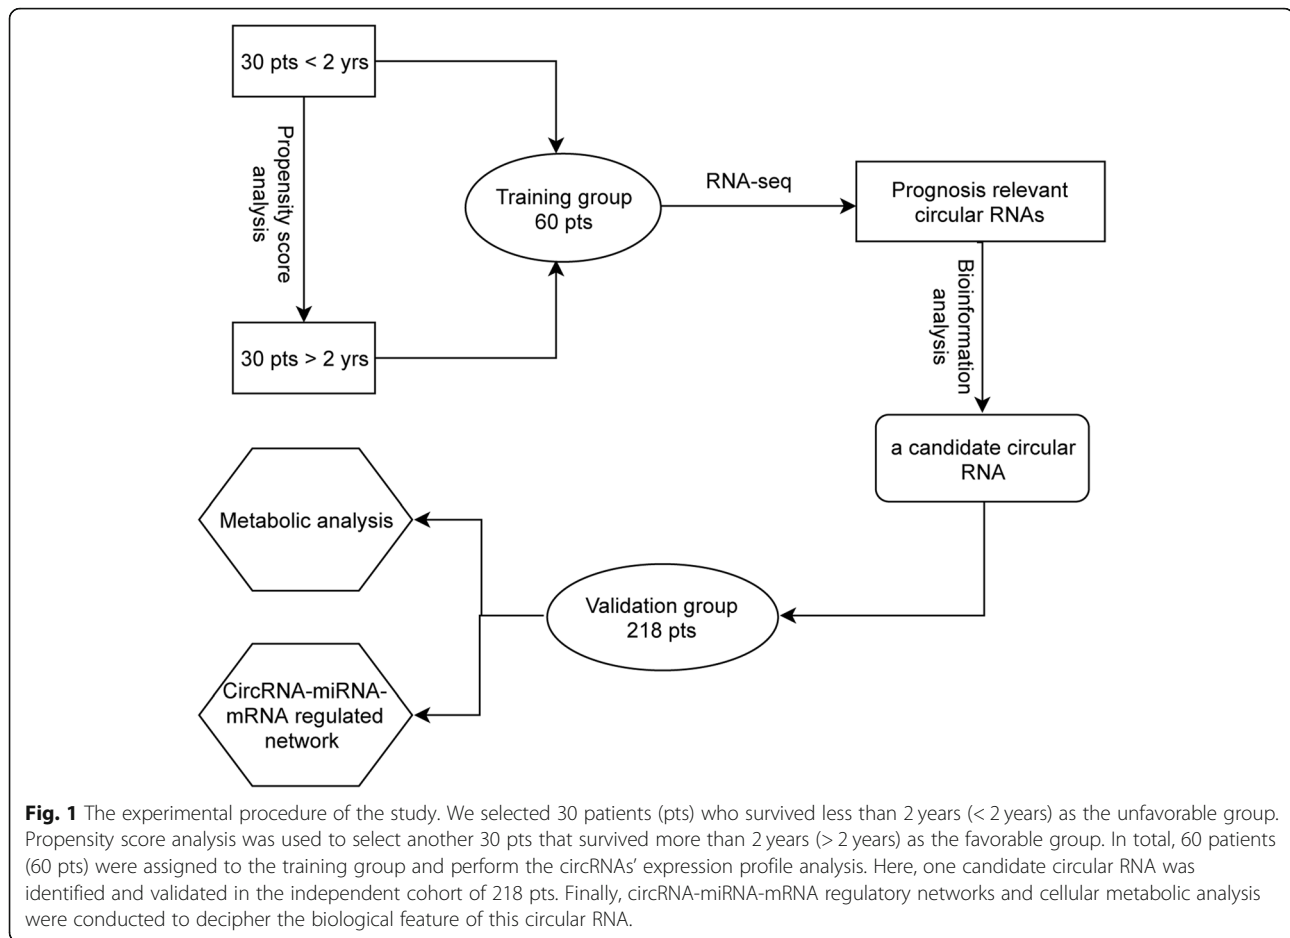 30 pts < 2 yrs
Propensity score
analysis
30 pts > 2 yrs
Training group
60 pts
RNA-seq
Prognosis relevant
circular RNAs
Bioinformation
analysis
a candidate circular
RNA
Validation group
218 pts
Metabolic analysis
CircRNA-miRNA-
mRNA regulated
network
Fig. 1 The experimental procedure of the study. We selected 30 patients (pts) who survived less than 2 years (< 2 years) as the unfavorable group.
Propensity score analysis was used to select another 30 pts that survived more than 2 years (> 2 years) as the favorable group. In total, 60 patients
(60 pts) were assigned to the training group and perform the circRNAs' expression profile analysis. Here, one candidate circular RNA was
identified and validated in the independent cohort of 218 pts. Finally, circRNA-miRNA-mRNA regulatory networks and cellular metabolic analysis
were conducted to decipher the biological feature of this circular RNA.